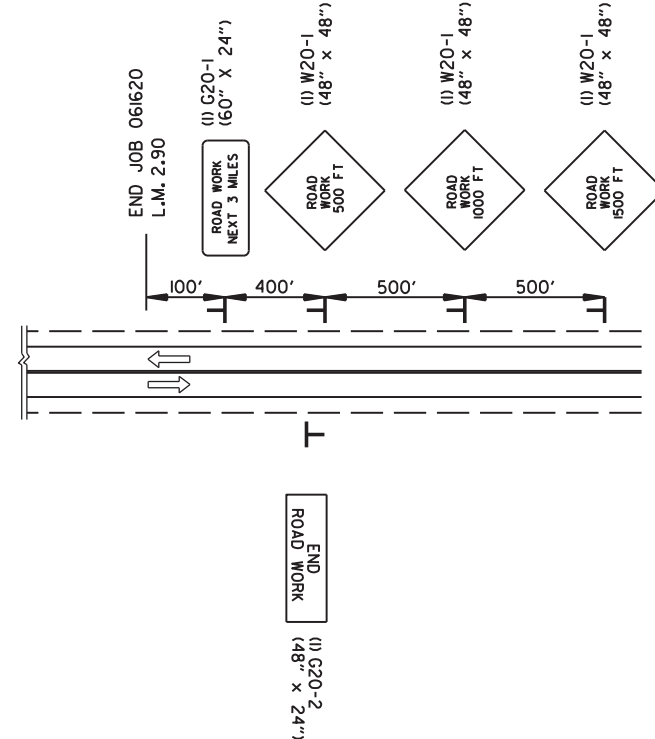 END JOB 061620
L.M. 2.90
(1) G20-1
(60" X 24")
ROAD WORK
NEXT 3 MILES
(1) W20-1
(48" x 48")
ROAD
WORK
500 FT
(1) W20-1
(48" x 48")
ROAD
WORK
1000 FT
(1) W20-1
(48" x 48")
ROAD
WORK
1500 FT
100'
400'
500'
500'
END
ROAD WORK
(1) G20-2
(48" x 24")